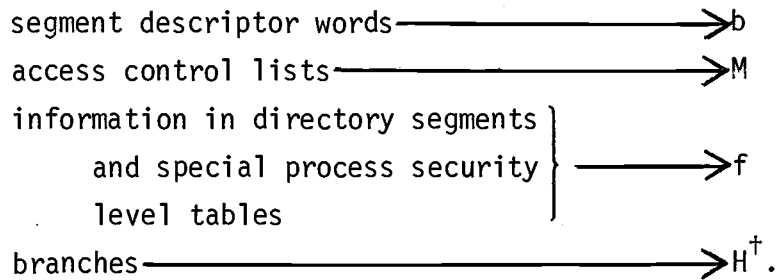 segment descriptor words⟶b
access control lists⟶M
information in directory segments
and special process security ⟶f
level tables
branches⟶H†.